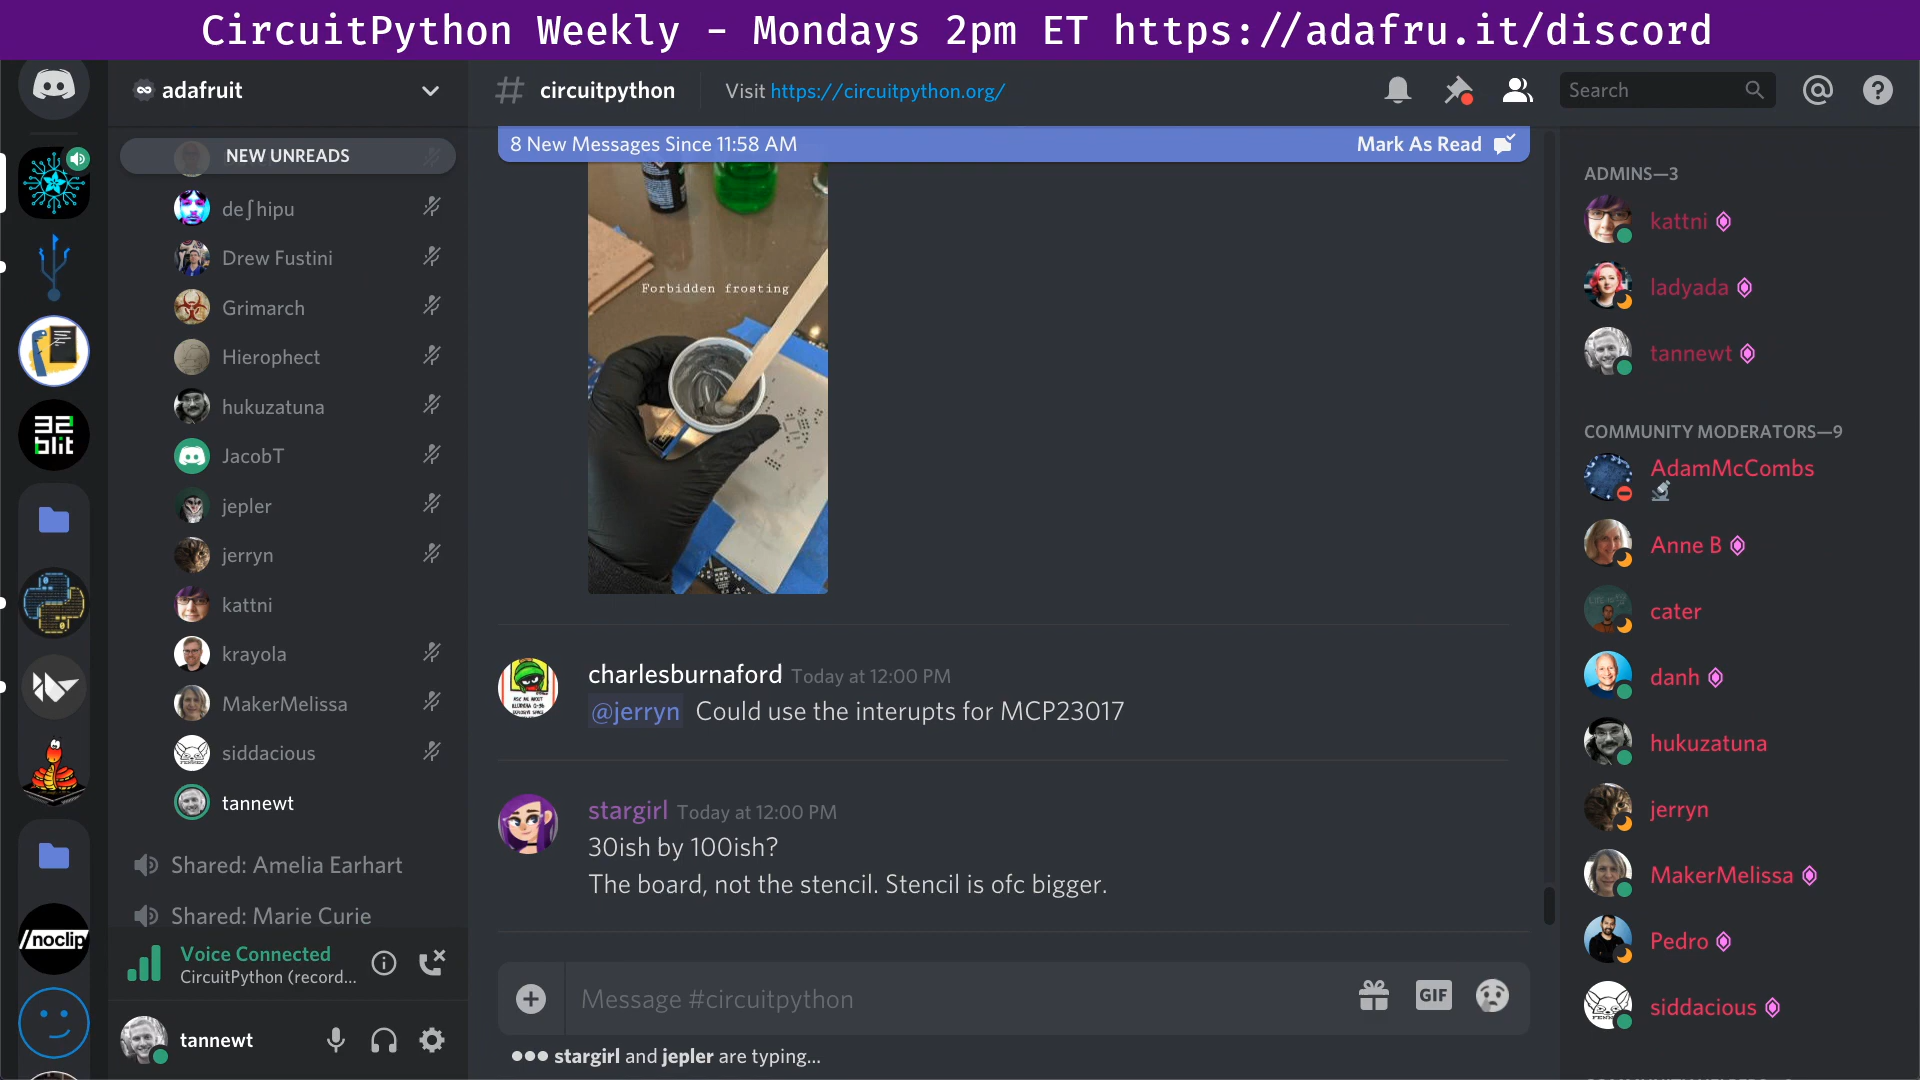 CircuitPython Weekly - Mondays 2pm ET https://adafru.it/discord
adafruit
circuitpython
Visit https://circuitpython.org/
Search
NEW UNREADS
de∫hipu
Drew Fustini
Grimarch
Hierophect
hukuzatuna
JacobT
jepler
jerryn
kattni
krayola
MakerMelissa
siddacious
tannewt
Shared: Amelia Earhart
Shared: Marie Curie
Voice Connected
CircuitPython (record...
tannewt
32
blit
/noclip
8 New Messages Since 11:58 AM
Mark As Read
Forbidden frosting
charlesburnaford Today at 12:00 PM
@jerryn Could use the interupts for MCP23017
stargirl Today at 12:00 PM
30ish by 100ish?
The board, not the stencil. Stencil is ofc bigger.
Message #circuitpython
GIF
stargirl and jepler are typing...
ADMINS—3
kattni
ladyada
tannewt
COMMUNITY MODERATORS—9
AdamMcCombs
Anne B
cater
danh
hukuzatuna
jerryn
MakerMelissa
Pedro
siddacious